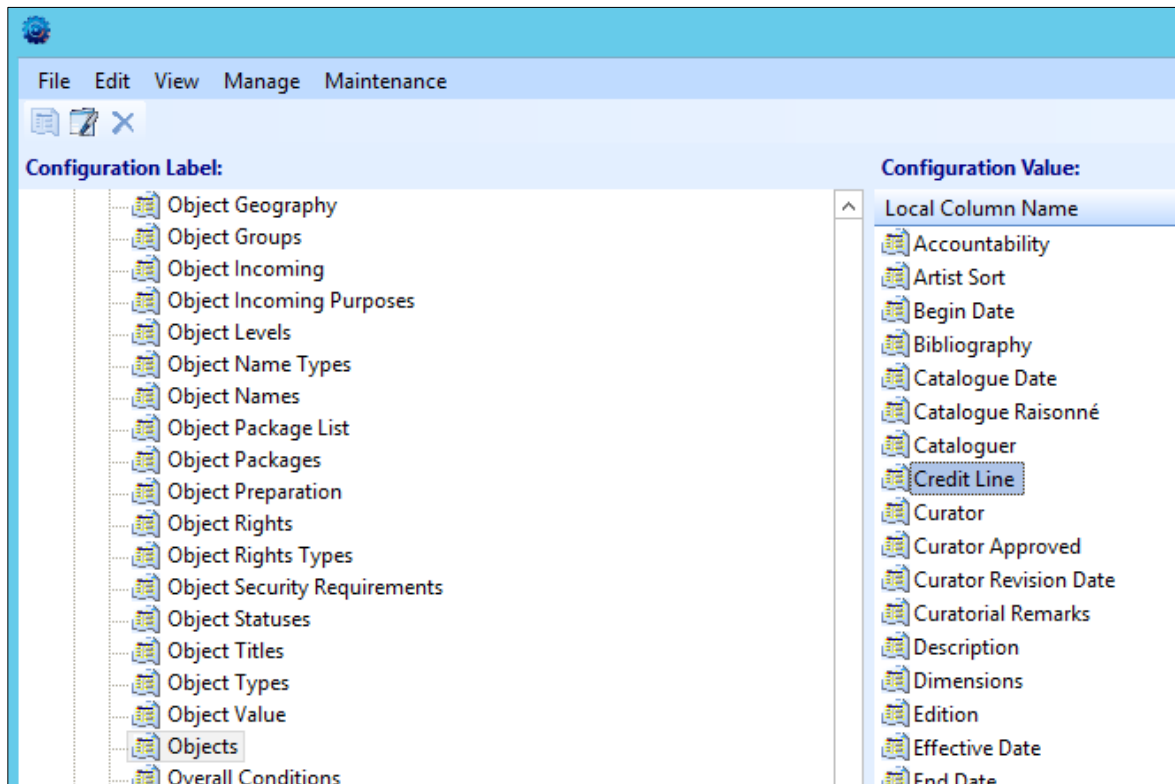 File Edit View Manage Maintenance
Configuration Label:
Object Geography
Object Groups
Object Incoming
Object Incoming Purposes
Object Levels
Object Name Types
Object Names
Object Package List
Object Packages
Object Preparation
Object Rights
Object Rights Types
Object Security Requirements
Object Statuses
Object Titles
Object Types
Object Value
Objects
Overall Conditions
Configuration Value:
Local Column Name
Accountability
Artist Sort
Begin Date
Bibliography
Catalogue Date
Catalogue Raisonné
Cataloguer
Credit Line
Curator
Curator Approved
Curator Revision Date
Curatorial Remarks
Description
Dimensions
Edition
Effective Date
End Date